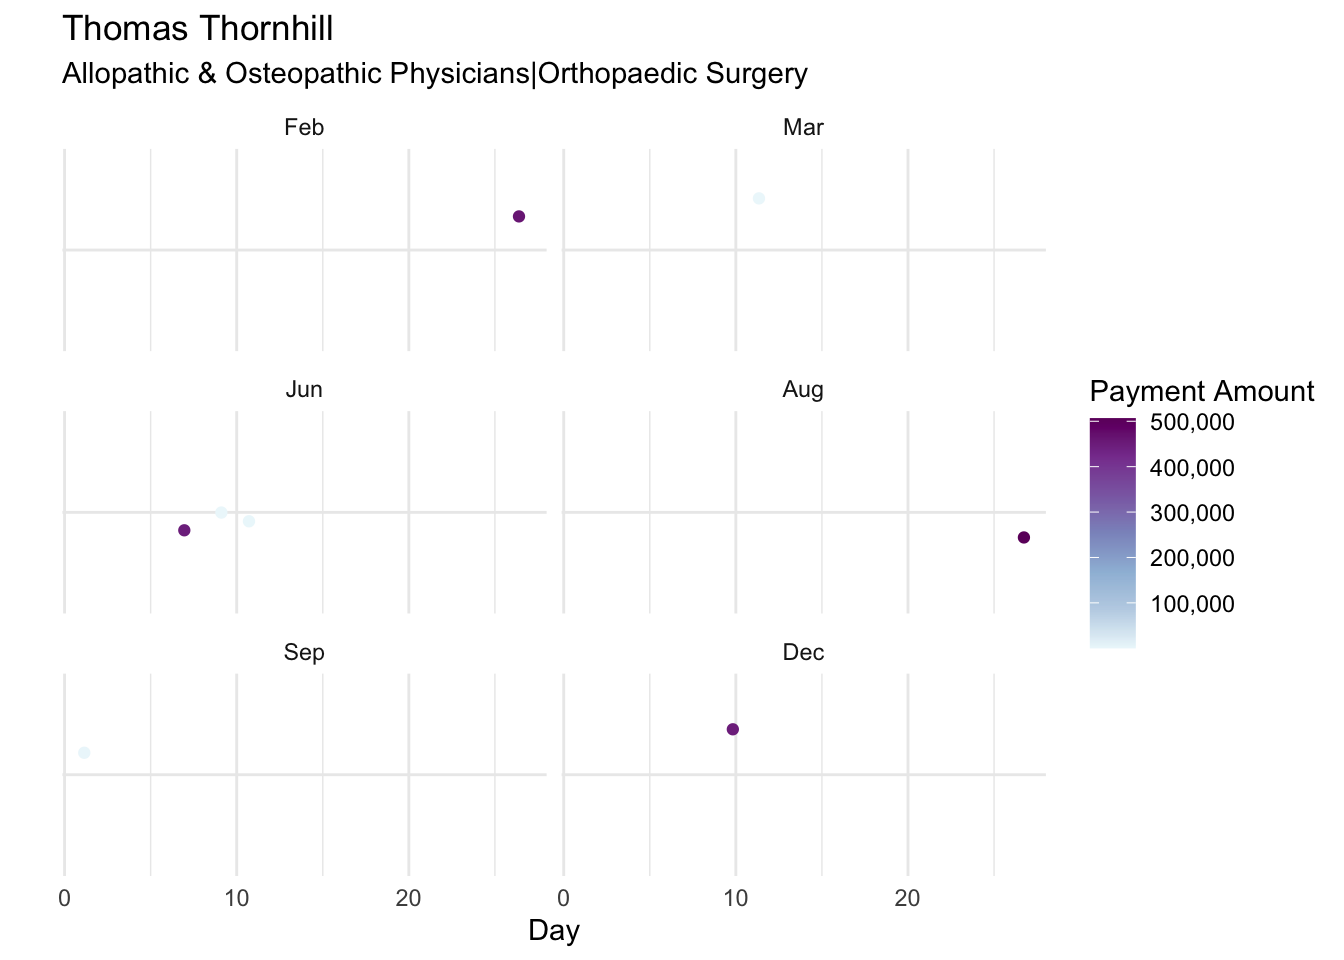 Thomas Thornhill
Allopathic & Osteopathic Physicians|Orthopaedic Surgery
Feb
Mar
Jun
Aug
Sep
Dec
0
10
20
0
10
20
Day
Payment Amount
500,000
400,000
300,000
200,000
100,000